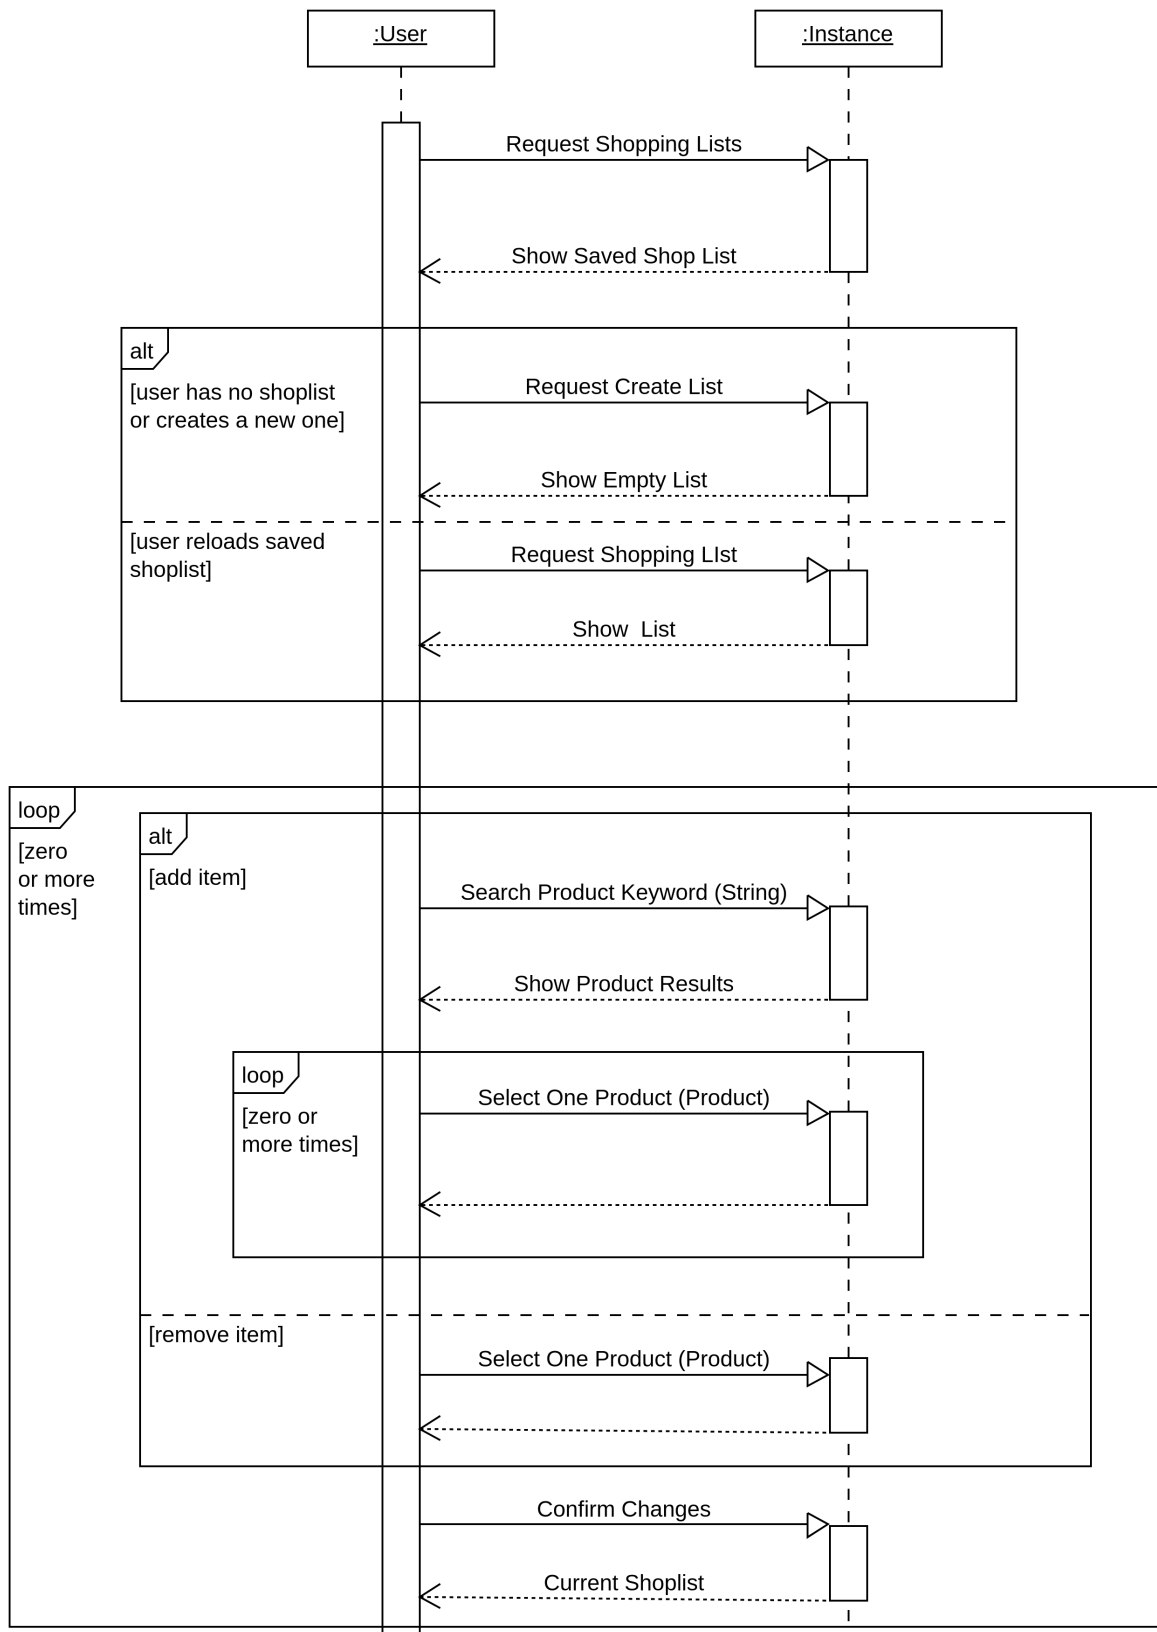 :User
:Instance
Request Shopping Lists
Show Saved Shop List
alt
[user has no shoplist
or creates a new one]
Request Create List
Show Empty List
[user reloads saved
shoplist]
Request Shopping LIst
Show  List
loop
[zero
or more
times]
alt
[add item]
Search Product Keyword (String)
Show Product Results
loop
[zero or
more times]
Select One Product (Product)
[remove item]
Select One Product (Product)
Confirm Changes
Current Shoplist